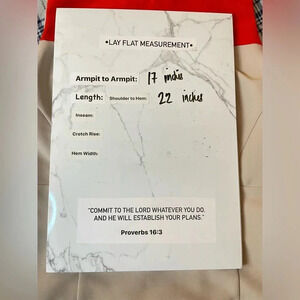 •LAY FLAT MEASUREMENT•
Armpit to Armpit: 17 inches
Length: Shoulder to Hem: 22 inches
Inseam:
Crotch Rise:
Hem Width:
"COMMIT TO THE LORD WHATEVER YOU DO,
AND HE WILL ESTABLISH YOUR PLANS."
Proverbs 16:3